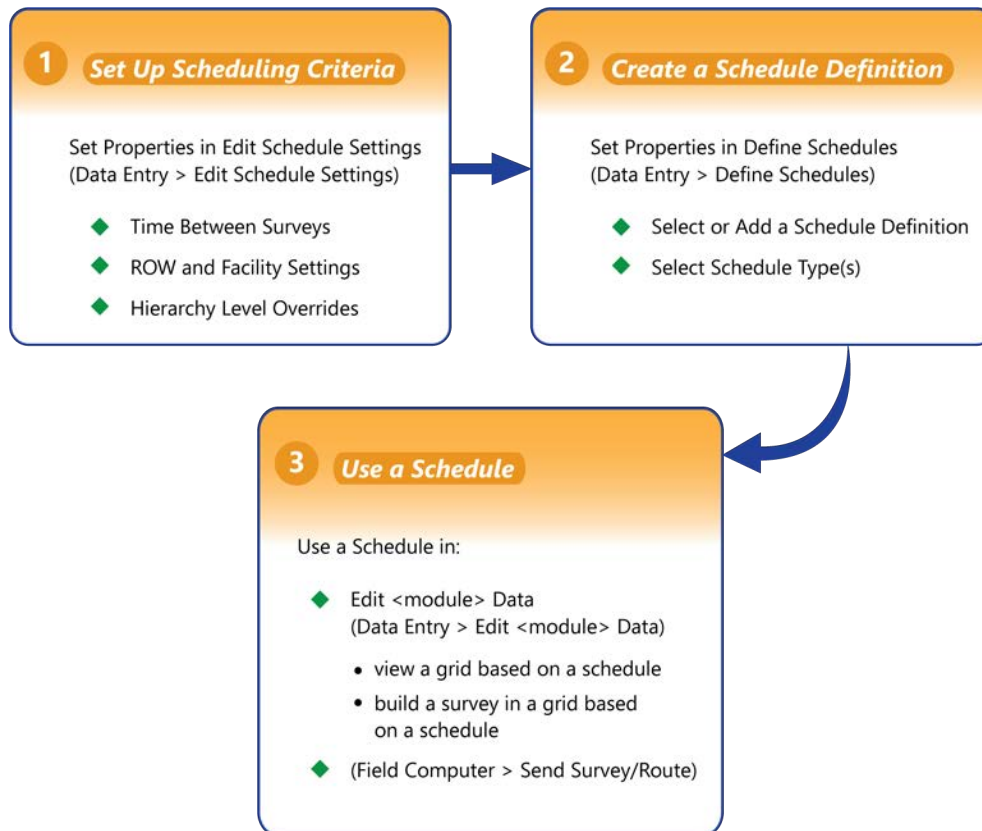 1 Set Up Scheduling Criteria
Set Properties in Edit Schedule Settings
(Data Entry > Edit Schedule Settings)
Time Between Surveys
ROW and Facility Settings
Hierarchy Level Overrides
2 Create a Schedule Definition
Set Properties in Define Schedules
(Data Entry > Define Schedules)
Select or Add a Schedule Definition
Select Schedule Type(s)
3 Use a Schedule
Use a Schedule in:
Edit <module> Data
(Data Entry > Edit <module> Data)
• view a grid based on a schedule
• build a survey in a grid based
on a schedule
(Field Computer > Send Survey/Route)